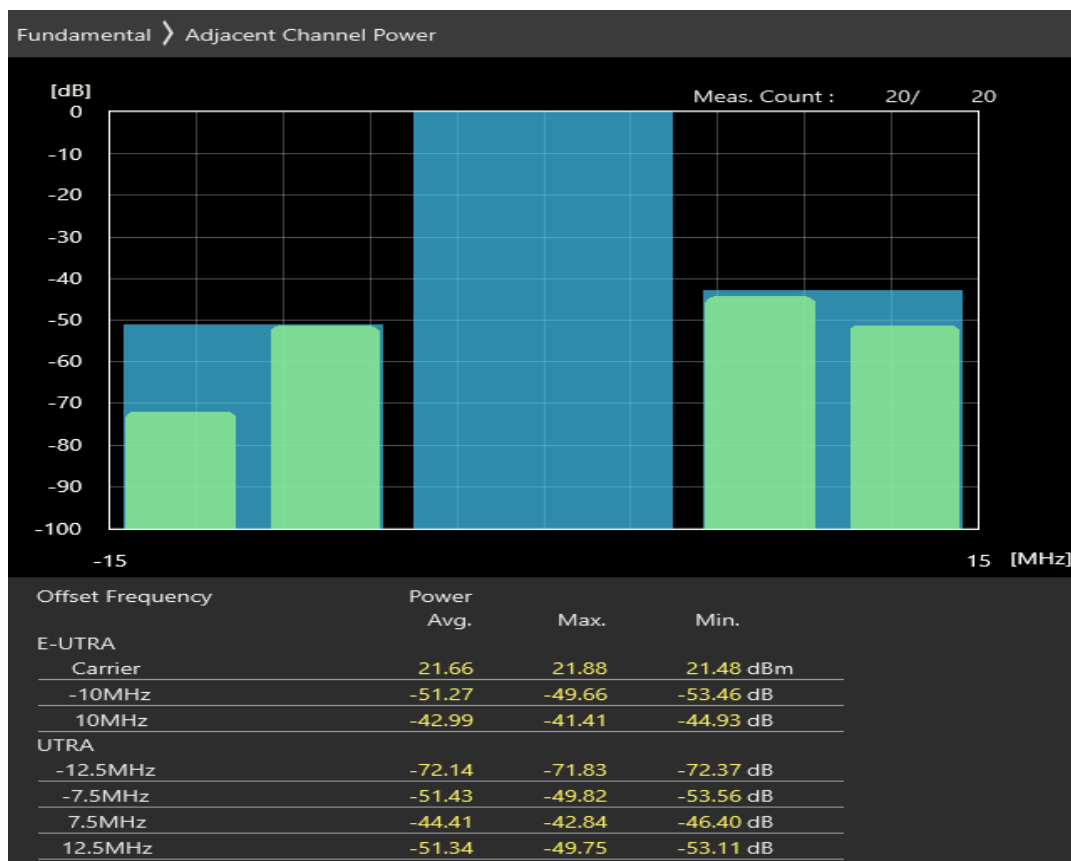 Fundamental 〉 Adjacent Channel Power
[dB]
Meas. Count : 20/ 20
0
-10
-20
-30
-40
-50
-60
-70
-80
-90
-100
-15 15 [MHz]
Offset Frequency Power
Avg. Max. Min.
E-UTRA
Carrier 21.66 21.88 21.48 dBm
-10MHz -51.27 -49.66 -53.46 dB
10MHz -42.99 -41.41 -44.93 dB
UTRA
-12.5MHz -72.14 -71.83 -72.37 dB
-7.5MHz -51.43 -49.82 -53.56 dB
7.5MHz -44.41 -42.84 -46.40 dB
12.5MHz -51.34 -49.75 -53.11 dB